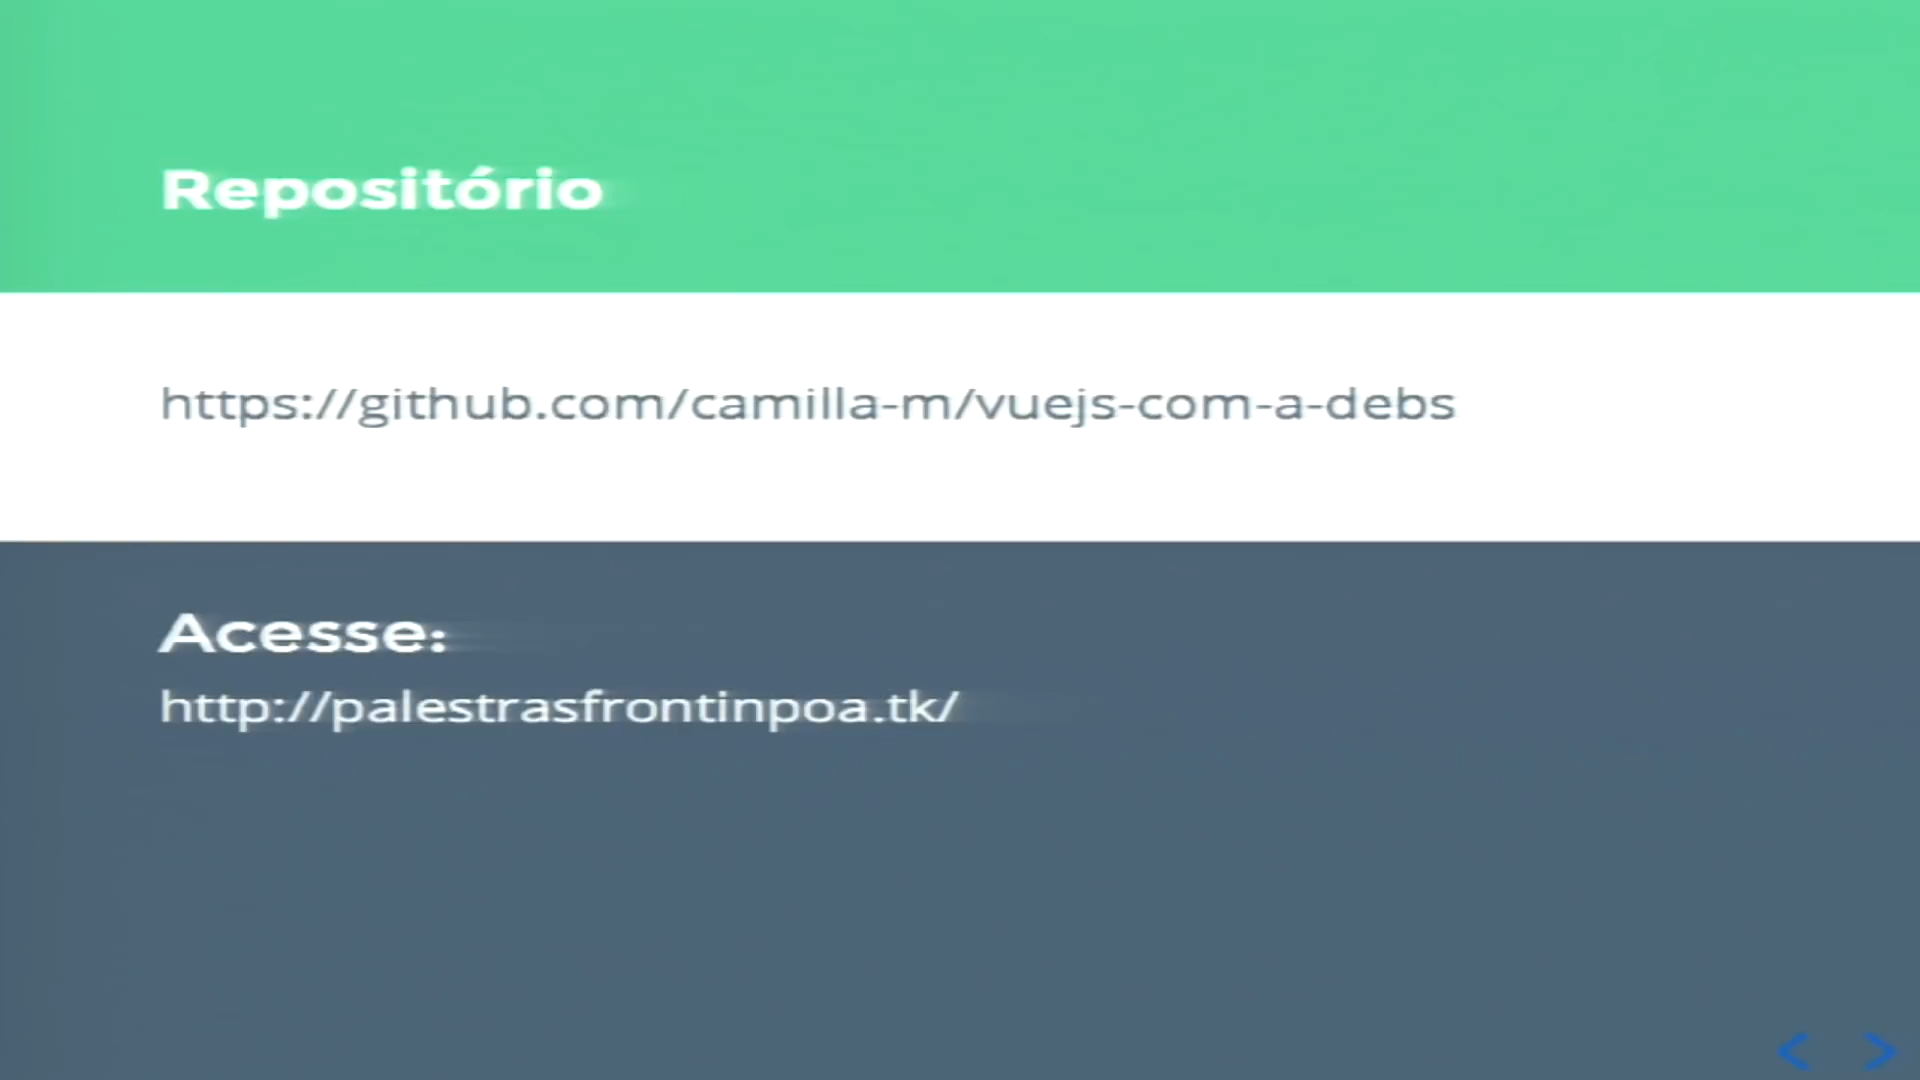 Repositório
https://github.com/camilla-m/vuejs-com-a-debs
Acesse:
http://palestrasfrontinpoa.tk/
< >